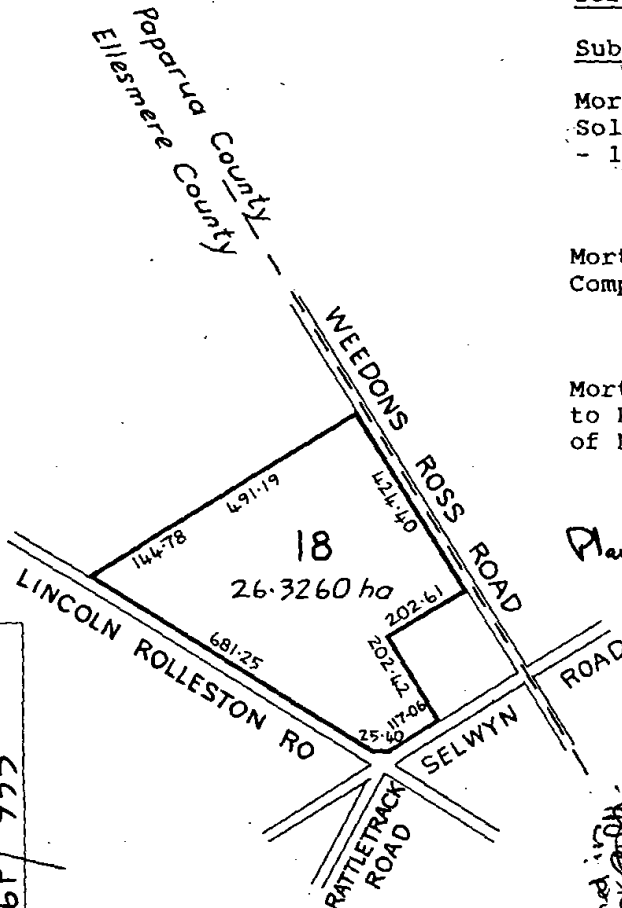 Paparua County
Ellesmere County
Sub
Mor
Sol
- 1
Mort
Comp
Mort
to
of
WEEDONS ROSS ROAD
491·19
144·78
424·40
18
26·3260 ha
202·61
202·42
117·06
25·40
681·25
LINCOLN ROLLESTON RD
SELWYN ROAD
RATTLETRACK
ROAD